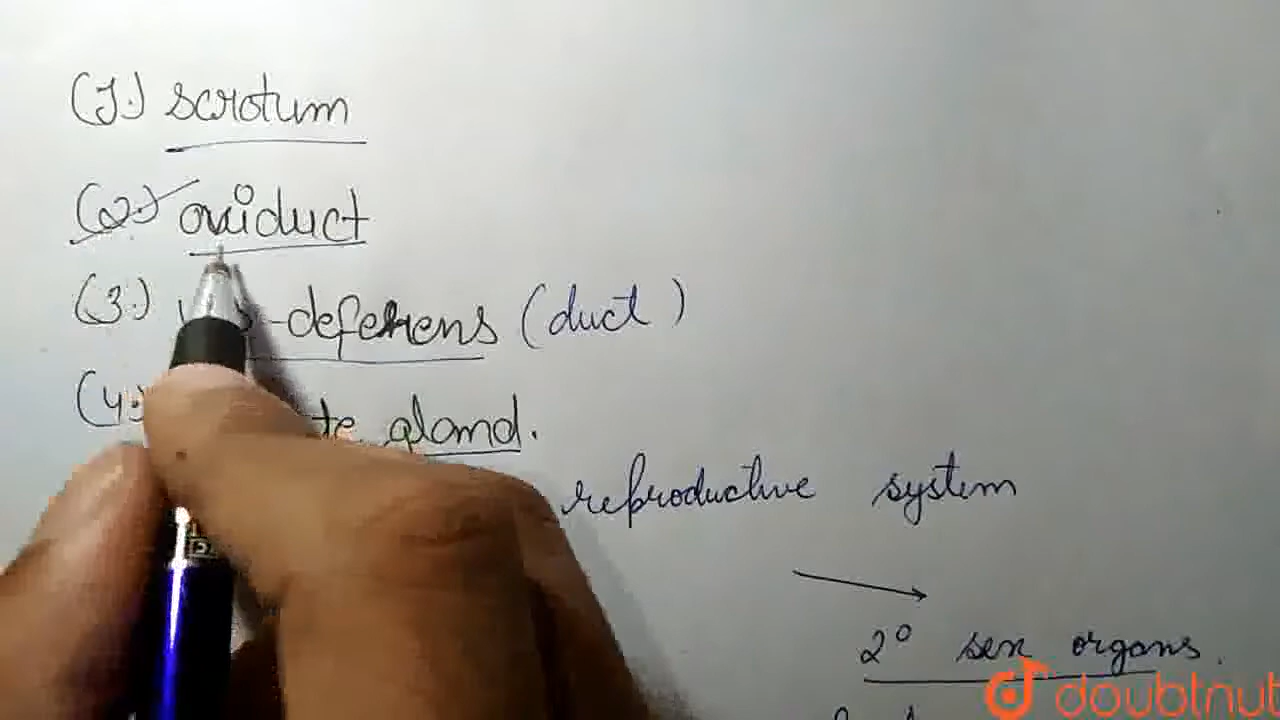 (1.) scrotum
(2.) oviduct
(3.) -deferens (duct)
(4.) gland.
reproductive system
2° sex organs.
doubtnut